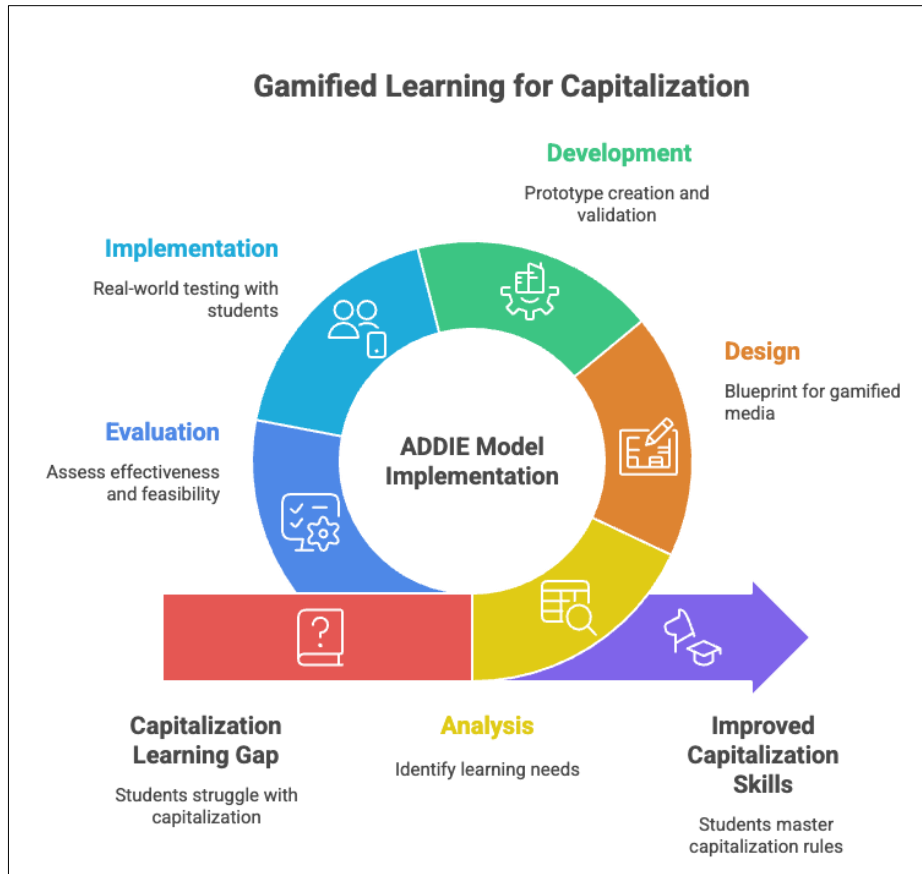 Gamified Learning for Capitalization
Development
Prototype creation and
validation
Implementation
Real-world testing with
students
Design
Blueprint for gamified
media
Evaluation
Assess effectiveness
and feasibility
ADDIE Model
Implementation
?
Capitalization
Learning Gap
Students struggle with
capitalization
Analysis
Identify learning needs
Improved
Capitalization
Skills
Students master
capitalization rules